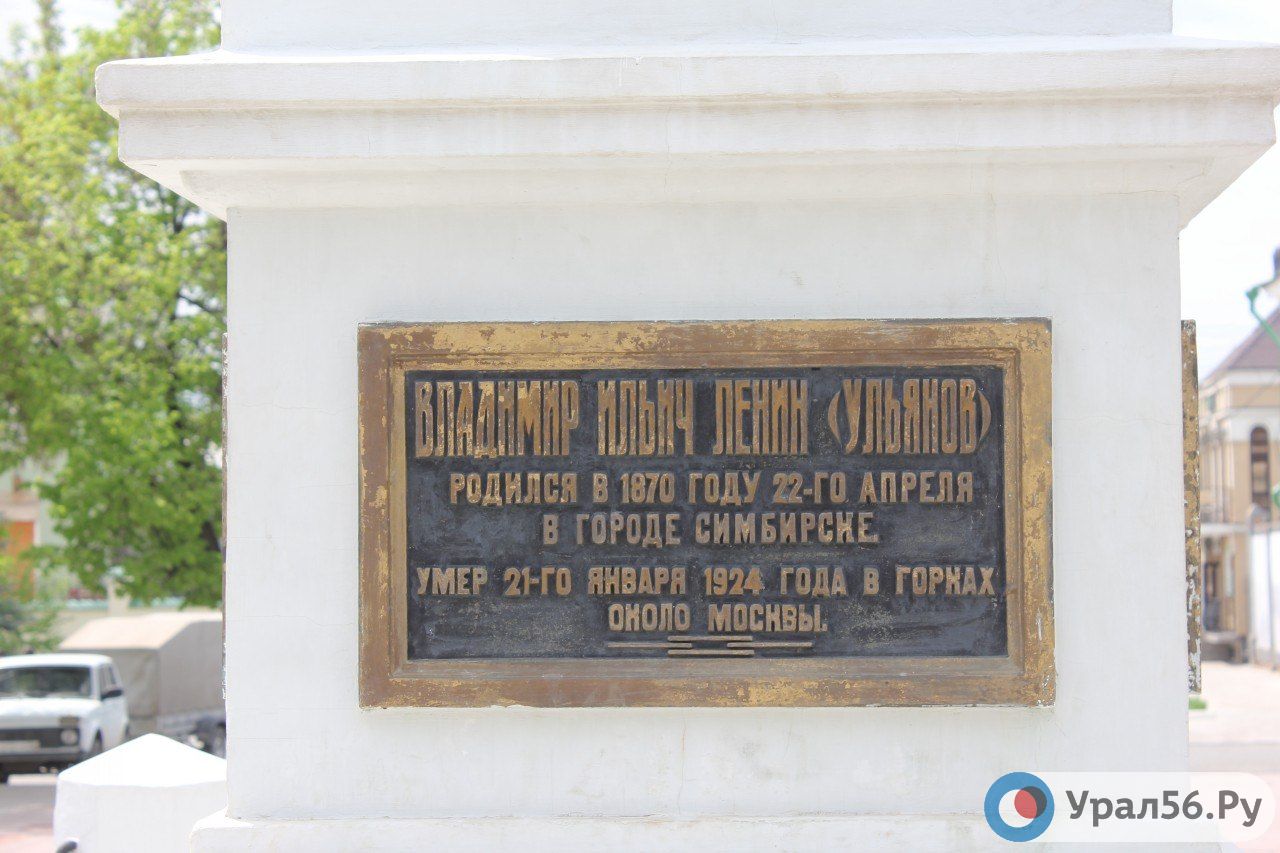 ВЛАДИМИР ИЛЬИЧ ЛЕНИН (УЛЬЯНОВ)
РОДИЛСЯ В 1870 ГОДУ 22-ГО АПРЕЛЯ
В ГОРОДЕ СИМБИРСКЕ.
УМЕР 21-ГО ЯНВАРЯ 1924 ГОДА В ГОРКАХ
ОКОЛО МОСКВЫ.
Урал56.Ру